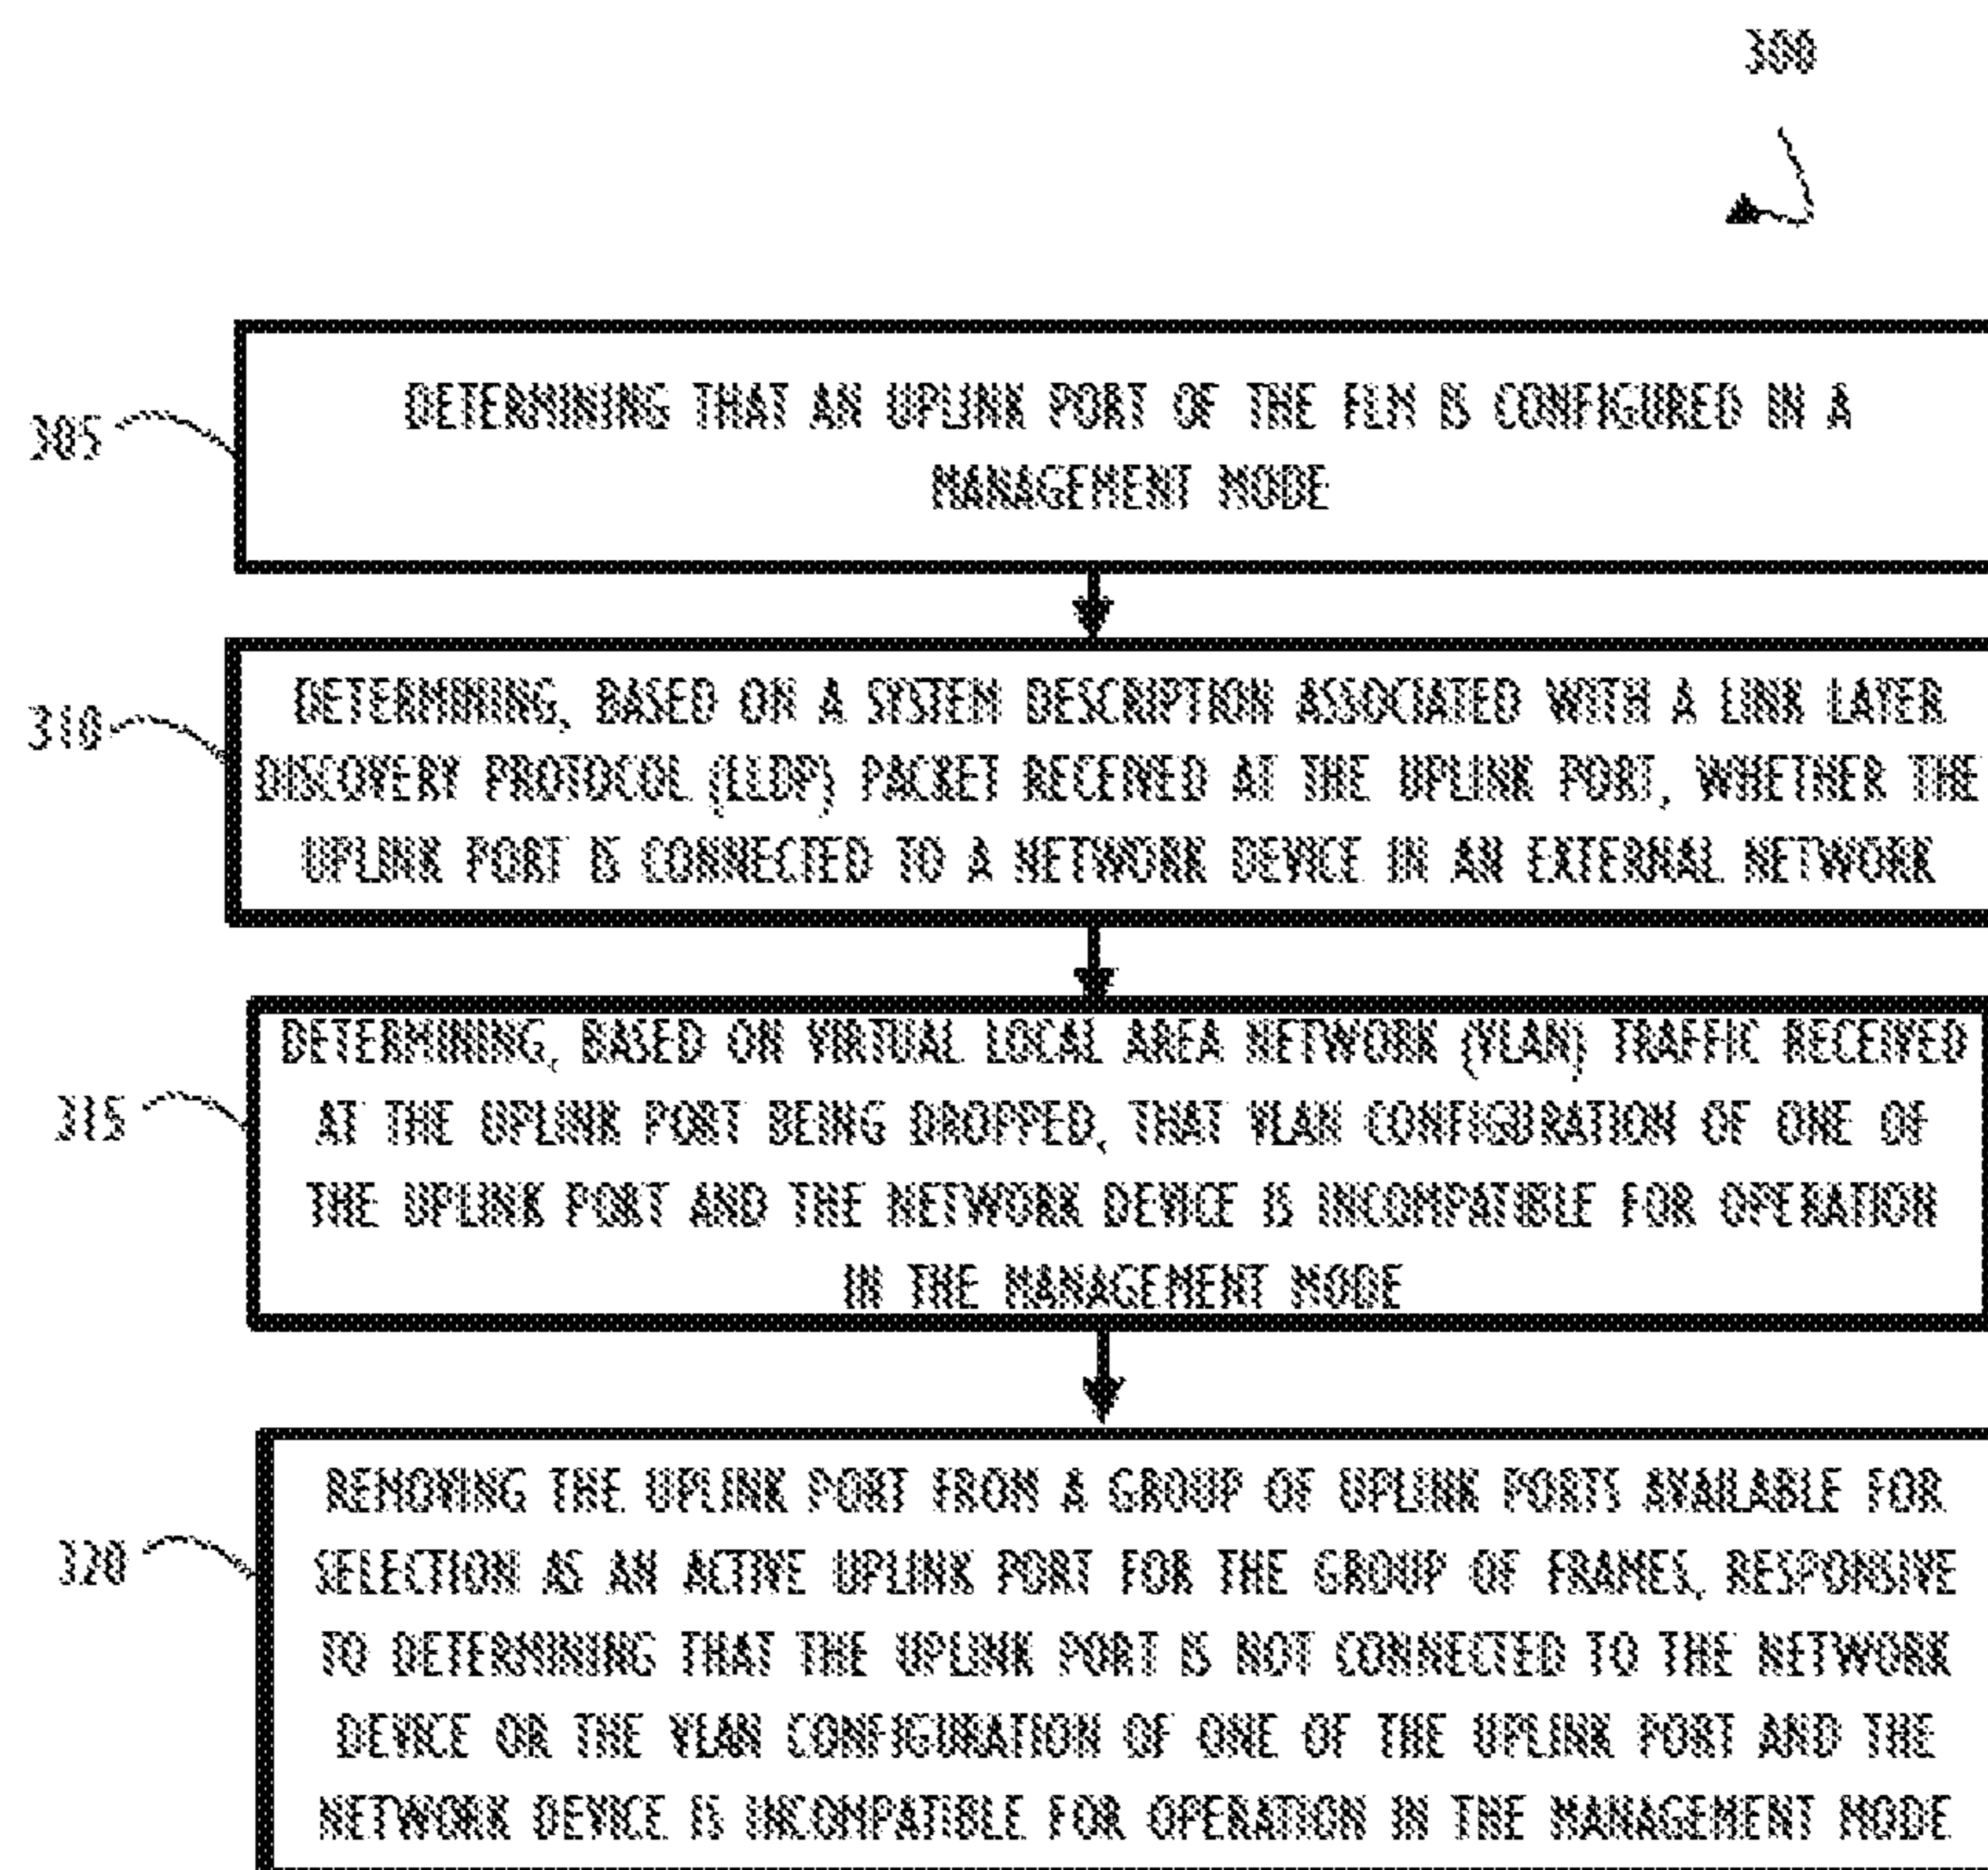 300
305
DETERMINING THAT AN UPLINK PORT OF THE FLM IS CONFIGURED IN A
MANAGEMENT MODE
310
DETERMINING, BASED ON A SYSTEM DESCRIPTION ASSOCIATED WITH A LINK LAYER
DISCOVERY PROTOCOL (LLDP) PACKET RECEIVED AT THE UPLINK PORT, WHETHER THE
UPLINK PORT IS CONNECTED TO A NETWORK DEVICE IN AN EXTERNAL NETWORK
315
DETERMINING, BASED ON VIRTUAL LOCAL AREA NETWORK (VLAN) TRAFFIC RECEIVED
AT THE UPLINK PORT BEING DROPPED, THAT VLAN CONFIGURATION OF ONE OF
THE UPLINK PORT AND THE NETWORK DEVICE IS INCOMPATIBLE FOR OPERATION
IN THE MANAGEMENT MODE
320
REMOVING THE UPLINK PORT FROM A GROUP OF UPLINK PORTS AVAILABLE FOR
SELECTION AS AN ACTIVE UPLINK PORT FOR THE GROUP OF FRAMES, RESPONSIVE
TO DETERMINING THAT THE UPLINK PORT IS NOT CONNECTED TO THE NETWORK
DEVICE OR THE VLAN CONFIGURATION OF ONE OF THE UPLINK PORT AND THE
NETWORK DEVICE IS INCOMPATIBLE FOR OPERATION IN THE MANAGEMENT MODE